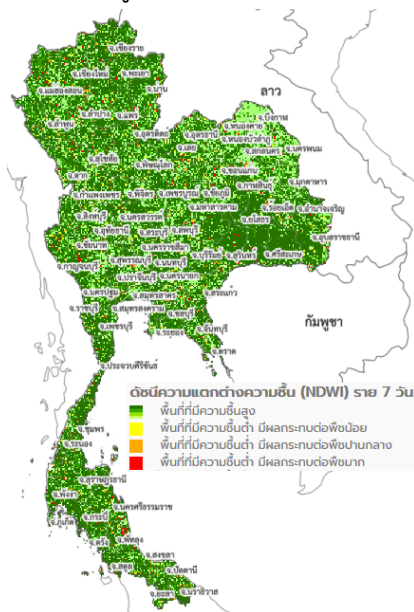 จ.เชียงราย
จ.เชียงใหม่
จ.พะเยา
จ.แม่ฮ่องสอน
จ.น่าน
ลาว
จ.ลำปาง
จ.แพร่
จ.ลำพูน
จ.บึงกาฬ
จ.หนองคาย
จ.อุตรดิตถ์
จ.อุดรธานี
จ.หนองบัวลำภู
จ.เลย
จ.สกลนคร
จ.นครพนม
จ.สุโขทัย
จ.พิษณุโลก
จ.ขอนแก่น
จ.ตาก
จ.กาฬสินธุ์
จ.มุกดาหาร
จ.กำแพงเพชร
จ.พิจิตร
จ.เพชรบูรณ์
จ.ชัยภูมิ
จ.มหาสารคาม
จ.ร้อยเอ็ด
จ.อำนาจเจริญ
จ.สิงห์บุรี
จ.นครสวรรค์
จ.ยโสธร
จ.อุทัยธานี
จ.สระบุรี
จ.ลพบุรี
จ.อุบลราชธานี
จ.ชัยนาท
จ.นครราชสีมา
จ.บุรีรัมย์
จ.สุรินทร์
จ.ศรีสะเกษ
จ.กาญจนบุรี
จ.สุพรรณบุรี
จ.นนทบุรี
จ.ปราจีนบุรี
จ.นครนายก
จ.นครปฐม
จ.สมุทรสาคร
จ.สระแก้ว
จ.ราชบุรี
จ.สมุทรสงคราม
จ.ชลบุรี
จ.เพชรบุรี
จ.ระยอง
จ.จันทบุรี
กัมพูชา
จ.ตราด
จ.ประจวบคีรีขันธ์
ดัชนีความแตกต่างความชื้น (NDWI) ราย 7 วัน
พื้นที่ที่มีความชื้นสูง
พื้นที่ที่มีความชื้นต่ำ มีผลกระทบต่อพืชน้อย
พื้นที่ที่มีความชื้นต่ำ มีผลกระทบต่อพืชปานกลาง
พื้นที่ที่มีความชื้นต่ำ มีผลกระทบต่อพืชมาก
จ.ชุมพร
จ.ระนอง
จ.สุราษฎร์ธานี
จ.พังงา
จ.นครศรีธรรมราช
จ.ภูเก็ต
จ.กระบี่
จ.ตรัง
จ.พัทลุง
จ.สงขลา
จ.สตูล
จ.ปัตตานี
จ.ยะลา
จ.นราธิวาส